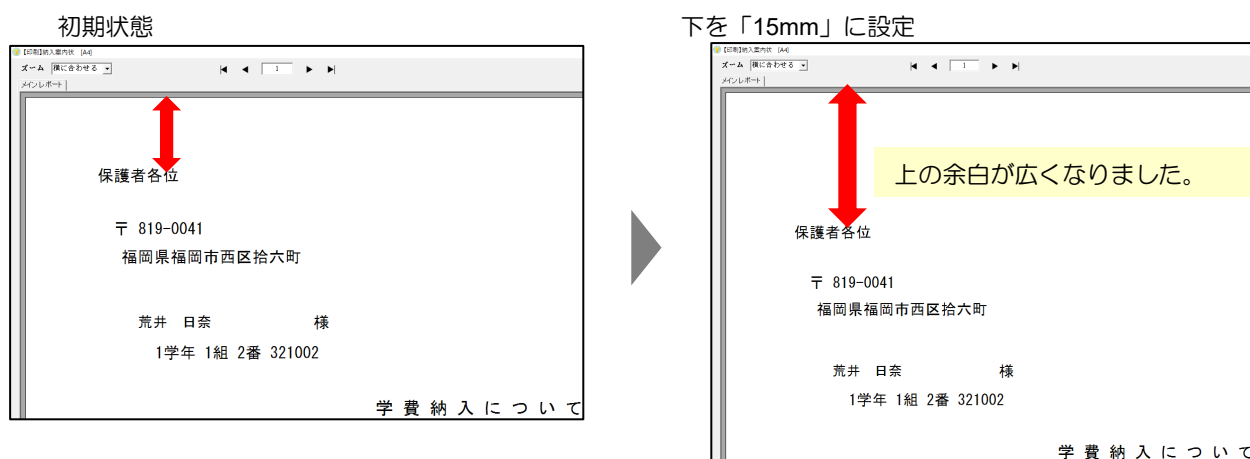 初期状態
【印刷】納入案内状 [A4]
ズーム 横に合わせる
1
メインレポート
保護者各位
〒 819-0041
福岡県福岡市西区拾六町
荒井 日奈 様
1学年 1組 2番 321002
学 費 納 入 に つ い て
下を「15mm」に設定
【印刷】納入案内状 [A4]
ズーム 横に合わせる
1
メインレポート
上の余白が広くなりました。
保護者各位
〒 819-0041
福岡県福岡市西区拾六町
荒井 日奈 様
1学年 1組 2番 321002
学 費 納 入 に つ い て